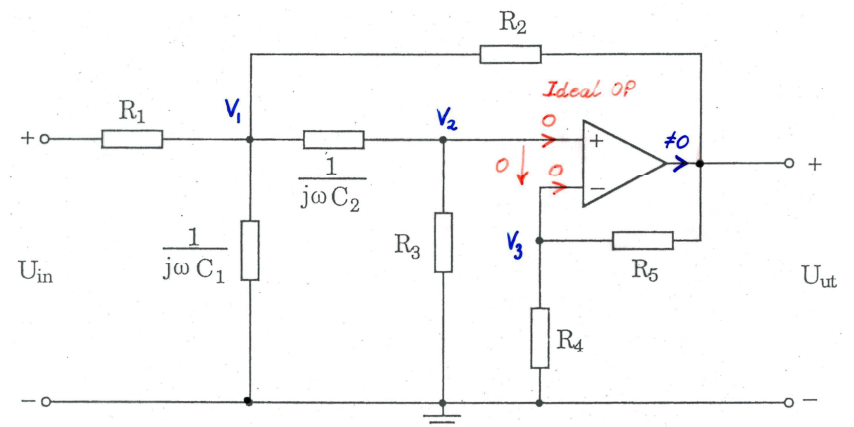 R₂
Ideal OP
R₁
V₁
V₂
0
≠0
+
+
+
1
jωC₂
0
0
−
1
jωC₁
R₃
V₃
R₅
Uᵢₙ
Uᵤₜ
R₄
−
−